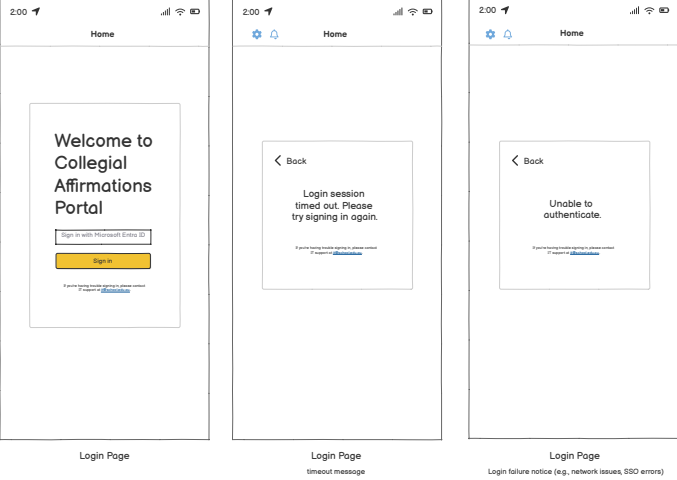 2:00
Home
Welcome to
Collegial
Affirmations
Portal
Sign in with Microsoft Entra ID
Sign in
If you're having trouble signing in, please contact
IT support at
Login Page
2:00
Home
Back
Login session
timed out. Please
try signing in again.
If you're having trouble signing in, please contact
IT support at
Login Page
timeout message
2:00
Home
Back
Unable to
authenticate.
If you're having trouble signing in, please contact
IT support at
Login Page
Login failure notice (e.g., network issues, SSO errors)